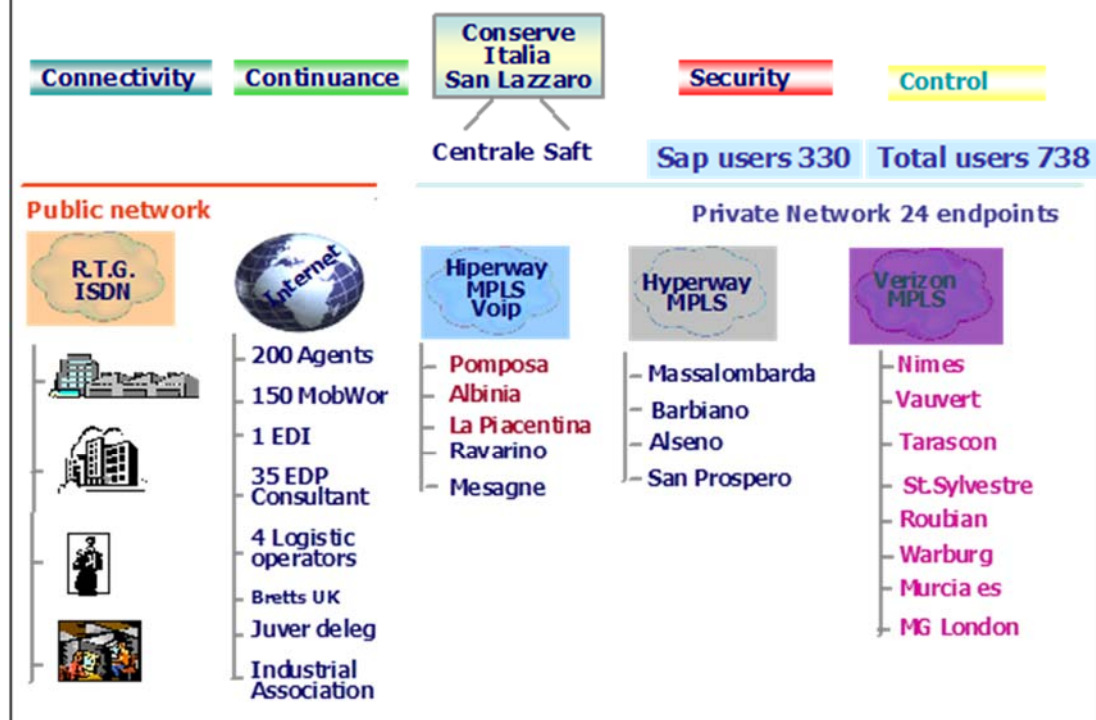 Conserve
Italia
San Lazzaro
Connectivity
Continuance
Security
Control
Centrale Saft
Sap users 330
Total users 738
Public network
Private Network 24 endpoints
R.T.G.
ISDN
Internet
Hiperway
MPLS
Voip
Hyperway
MPLS
Verizon
MPLS
200 Agents
150 MobWor
1 EDI
35 EDP
Consultant
4 Logistic
operators
Bretts UK
Juver deleg
Industrial
Association
Pomposa
Albinia
La Piacentina
Ravarino
Mesagne
Massalombarda
Barbiano
Alseno
San Prospero
Nimes
Vauvert
Tarascon
St.Sylvestre
Roubian
Warburg
Murcia es
MG London